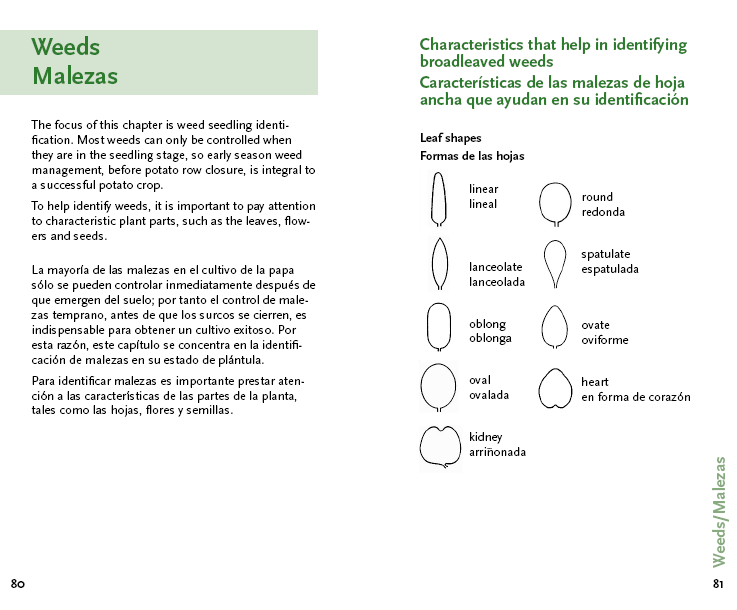 Weeds
Malezas
The focus of this chapter is weed seedling identi-
fication. Most weeds can only be controlled when
they are in the seedling stage, so early season weed
management, before potato row closure, is integral to
a successful potato crop.
To help identify weeds, it is important to pay attention
to characteristic plant parts, such as the leaves, flow-
ers and seeds.
La mayoría de las malezas en el cultivo de la papa
sólo se pueden controlar inmediatamente después de
que emergen del suelo; por tanto el control de male-
zas temprano, antes de que los surcos se cierren, es
indispensable para obtener un cultivo exitoso. Por
esta razón, este capítulo se concentra en la identifi-
cación de malezas en su estado de plántula.
Para identificar malezas es importante prestar aten-
ción a las características de las partes de la planta,
tales como las hojas, flores y semillas.
80
Characteristics that help in identifying
broadleaved weeds
Características de las malezas de hoja
ancha que ayudan en su identificación
Leaf shapes
Formas de las hojas
linear
lineal
round
redonda
lanceolate
lanceolada
spatulate
espatulada
oblong
oblonga
ovate
oviforme
oval
ovalada
heart
en forma de corazón
kidney
arriñonada
Weeds/Malezas
81